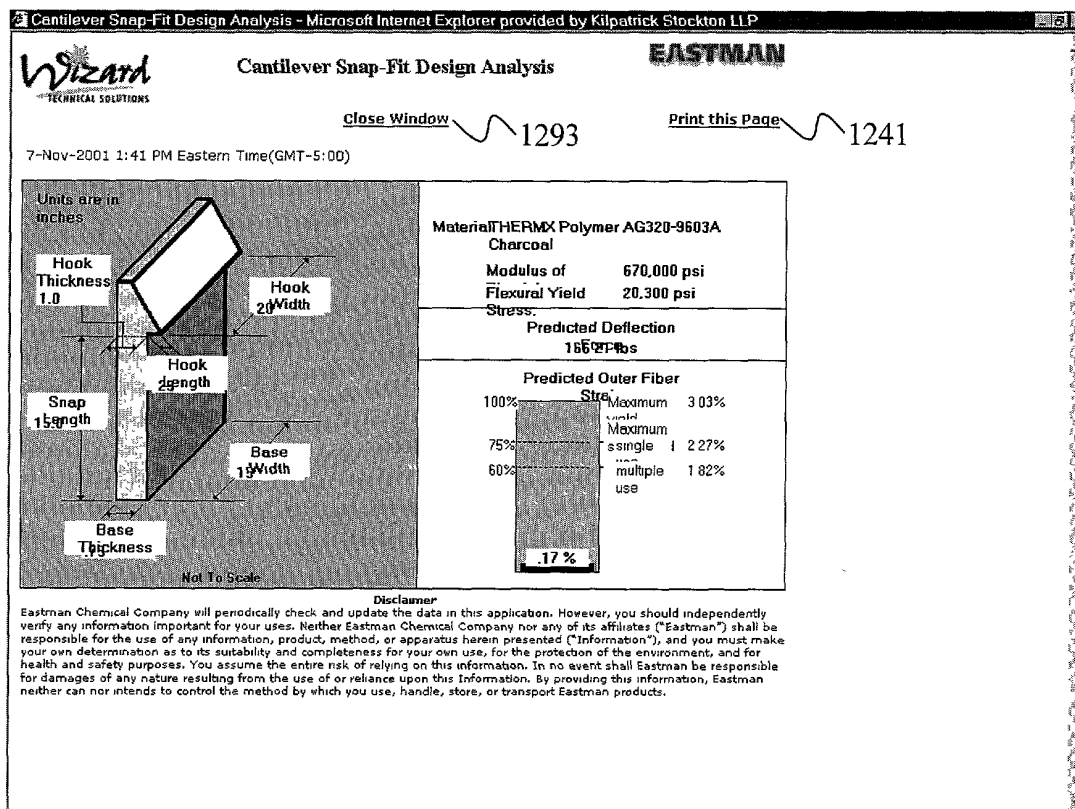 Cantilever Snap-Fit Design Analysis - Microsoft Internet Explorer provided by Kilpatrick Stockton LLP
Wizard
TECHNICAL SOLUTIONS
Cantilever Snap-Fit Design Analysis
EASTMAN
Close Window
1293
Print this Page
1241
7-Nov-2001 1:41 PM Eastern Time(GMT-5:00)
Units are in
inches
Hook
Thickness
1.0
Hook
Width
Hook
Length
Snap
Length
Base
Width
Base
Thickness
Not To Scale
Material THERMX Polymer AG320-9603A
Charcoal
Modulus of 670,000 psi
Flexural Yield 20,300 psi
Stress:
Predicted Deflection
lbs
Predicted Outer Fiber
100% Maximum 3.03%
Maximum
75% single 2.27%
60% multiple 1.82%
use
.17 %
Disclaimer
Eastman Chemical Company will periodically check and update the data in this application. However, you should independently
verify any information important for your uses. Neither Eastman Chemical Company nor any of its affiliates ("Eastman") shall be
responsible for the use of any information, product, method, or apparatus herein presented ("Information"), and you must make
your own determination as to its suitability and completeness for your own use, for the protection of the environment, and for
health and safety purposes. You assume the entire risk of relying on this information. In no event shall Eastman be responsible
for damages of any nature resulting from the use of or reliance upon this Information. By providing this information, Eastman
neither can nor intends to control the method by which you use, handle, store, or transport Eastman products.